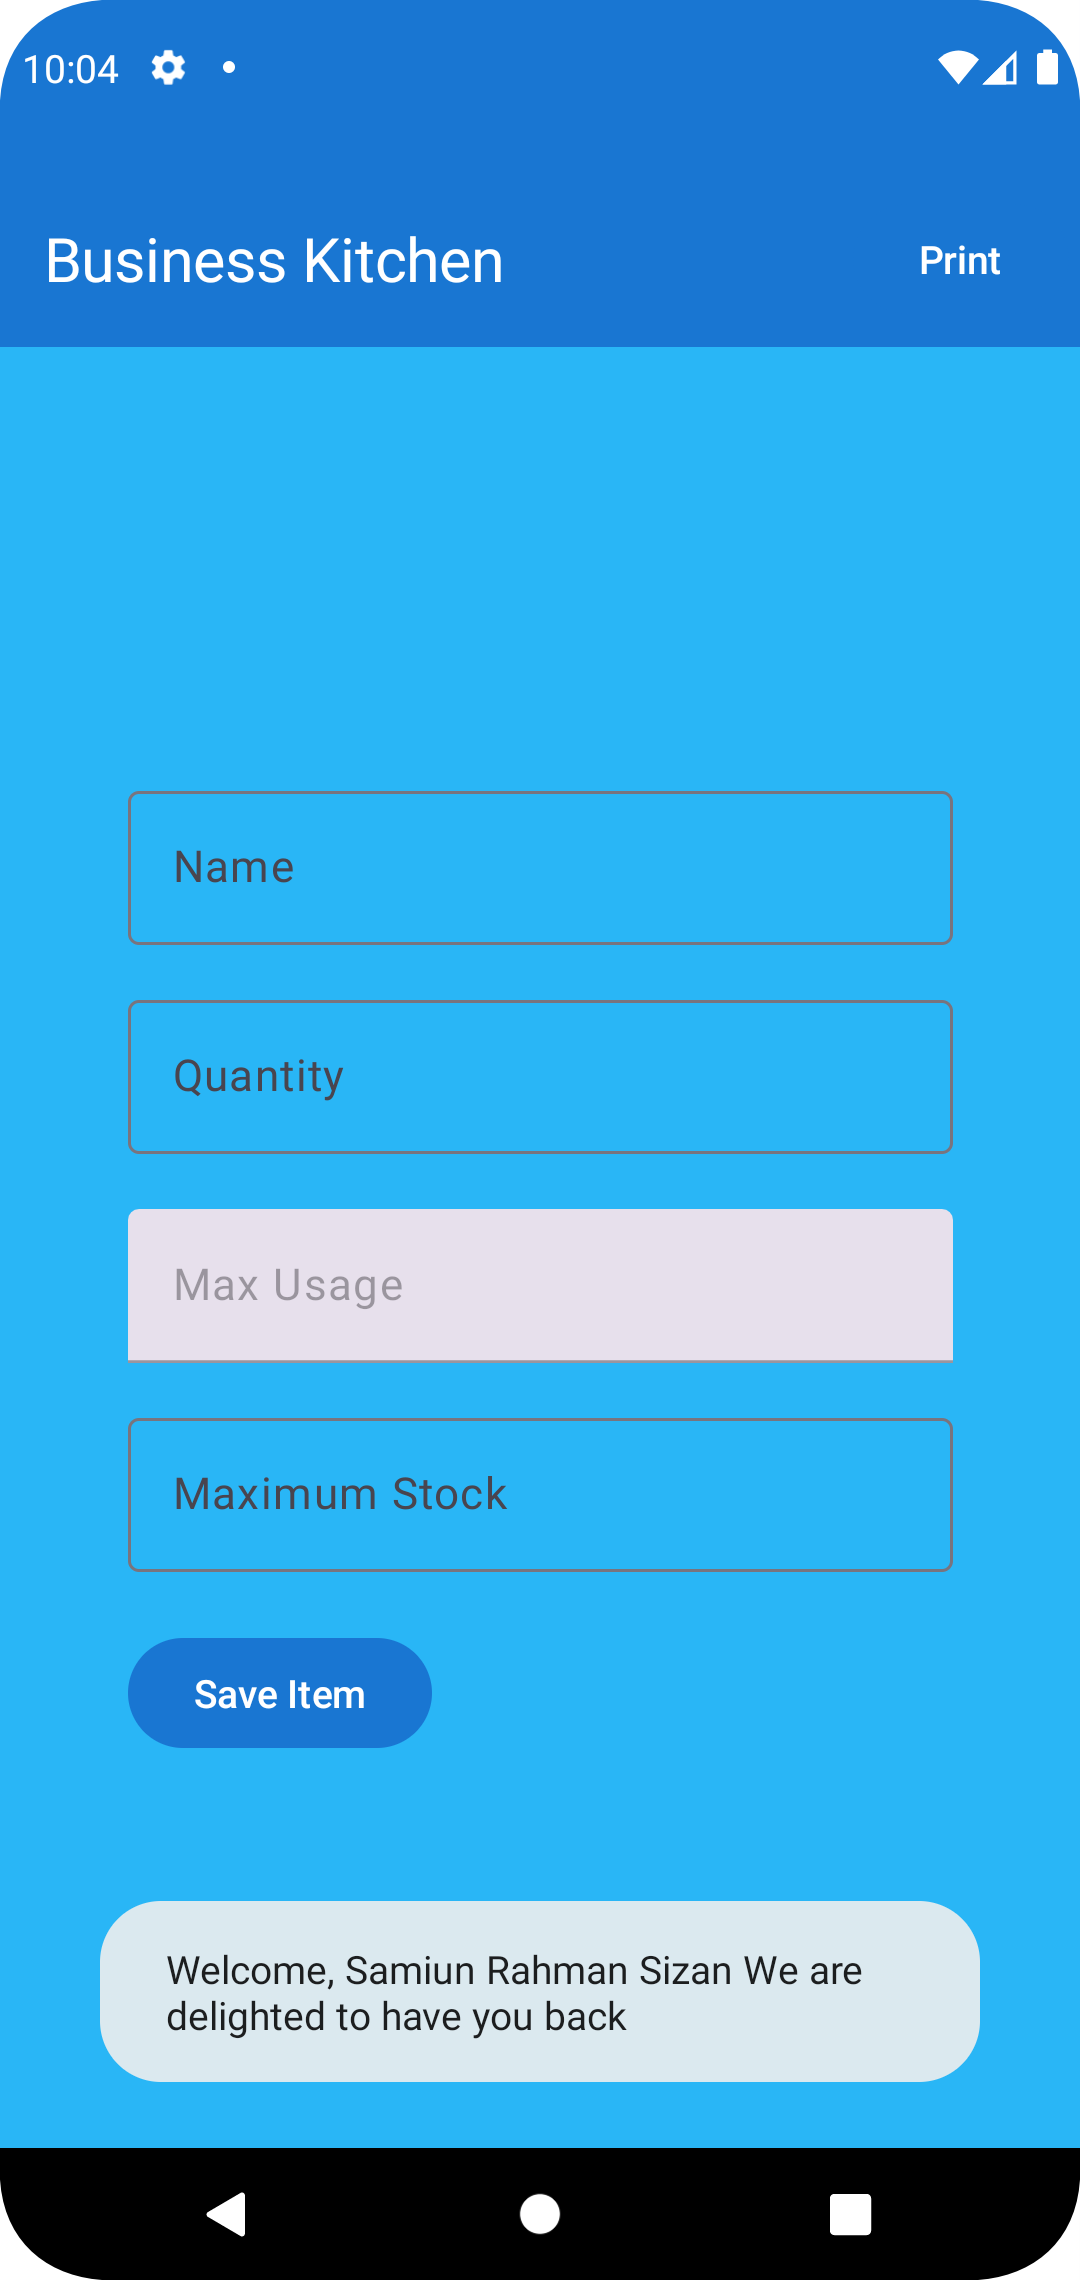 10:04
Business Kitchen
Print
Name
Quantity
Max Usage
Maximum Stock
Save Item
Welcome, Samiun Rahman Sizan We are
delighted to have you back